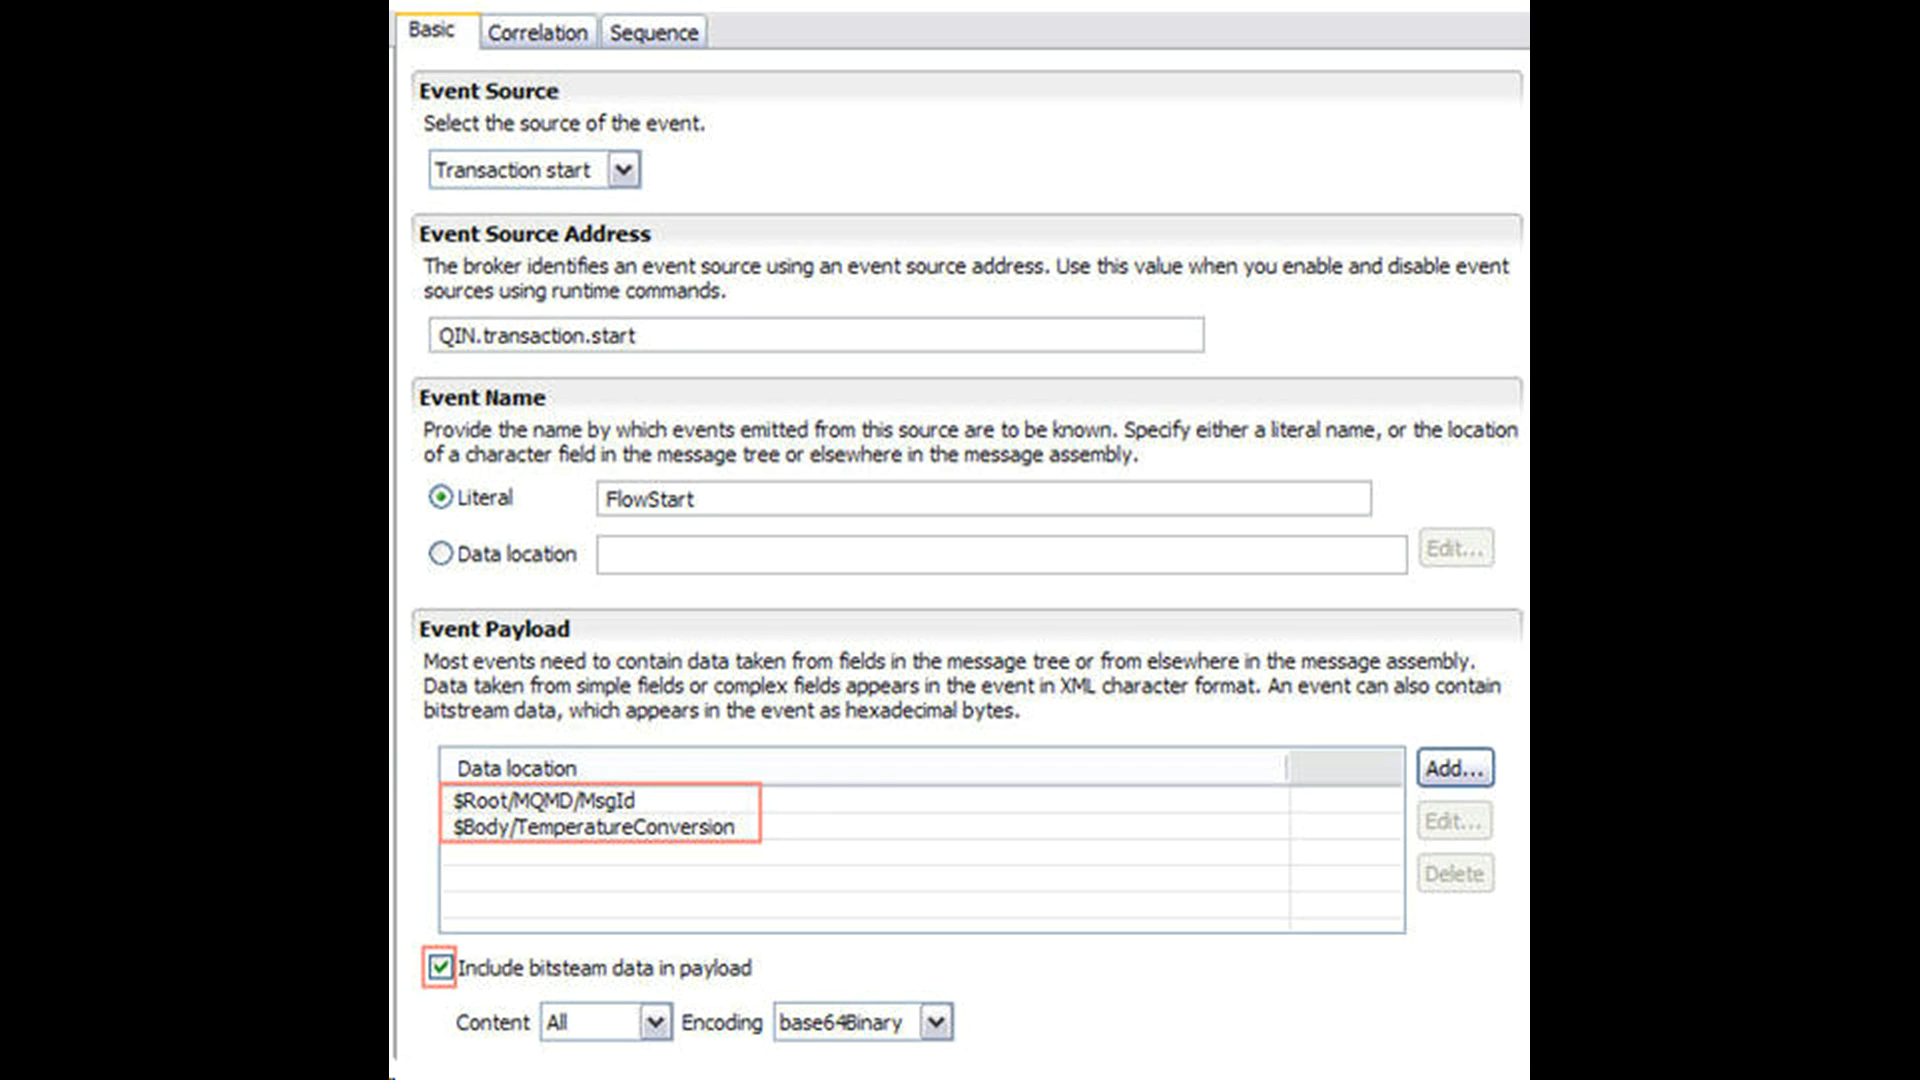 Basic
Correlation
Sequence
Event Source
Select the source of the event.
Transaction start
Event Source Address
The broker identifies an event source using an event source address. Use this value when you enable and disable event
sources using runtime commands.
QIN.transaction.start
Event Name
Provide the name by which events emitted from this source are to be known. Specify either a literal name, or the location
of a character field in the message tree or elsewhere in the message assembly.
Literal
FlowStart
Data location
Edit...
Event Payload
Most events need to contain data taken from fields in the message tree or from elsewhere in the message assembly.
Data taken from simple fields or complex fields appears in the event in XML character format. An event can also contain
bitstream data, which appears in the event as hexadecimal bytes.
Data location
Add...
$Root/MQMD/MsgId
$Body/TemperatureConversion
Edit...
Delete
Include bitsteam data in payload
Content All Encoding base64Binary